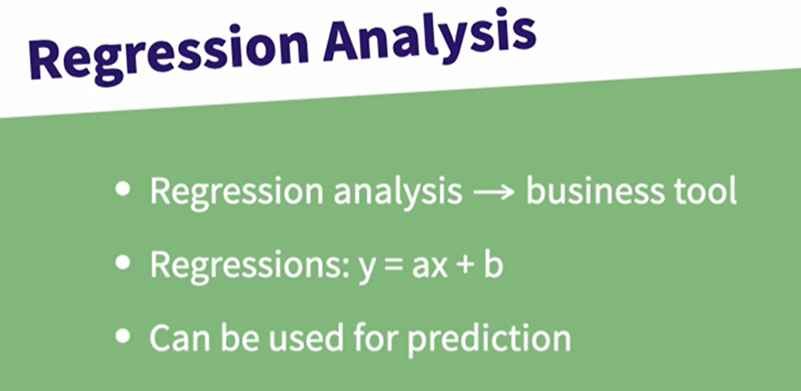 Regression Analysis
• Regression analysis → business tool
• Regressions: y = ax + b
• Can be used for prediction